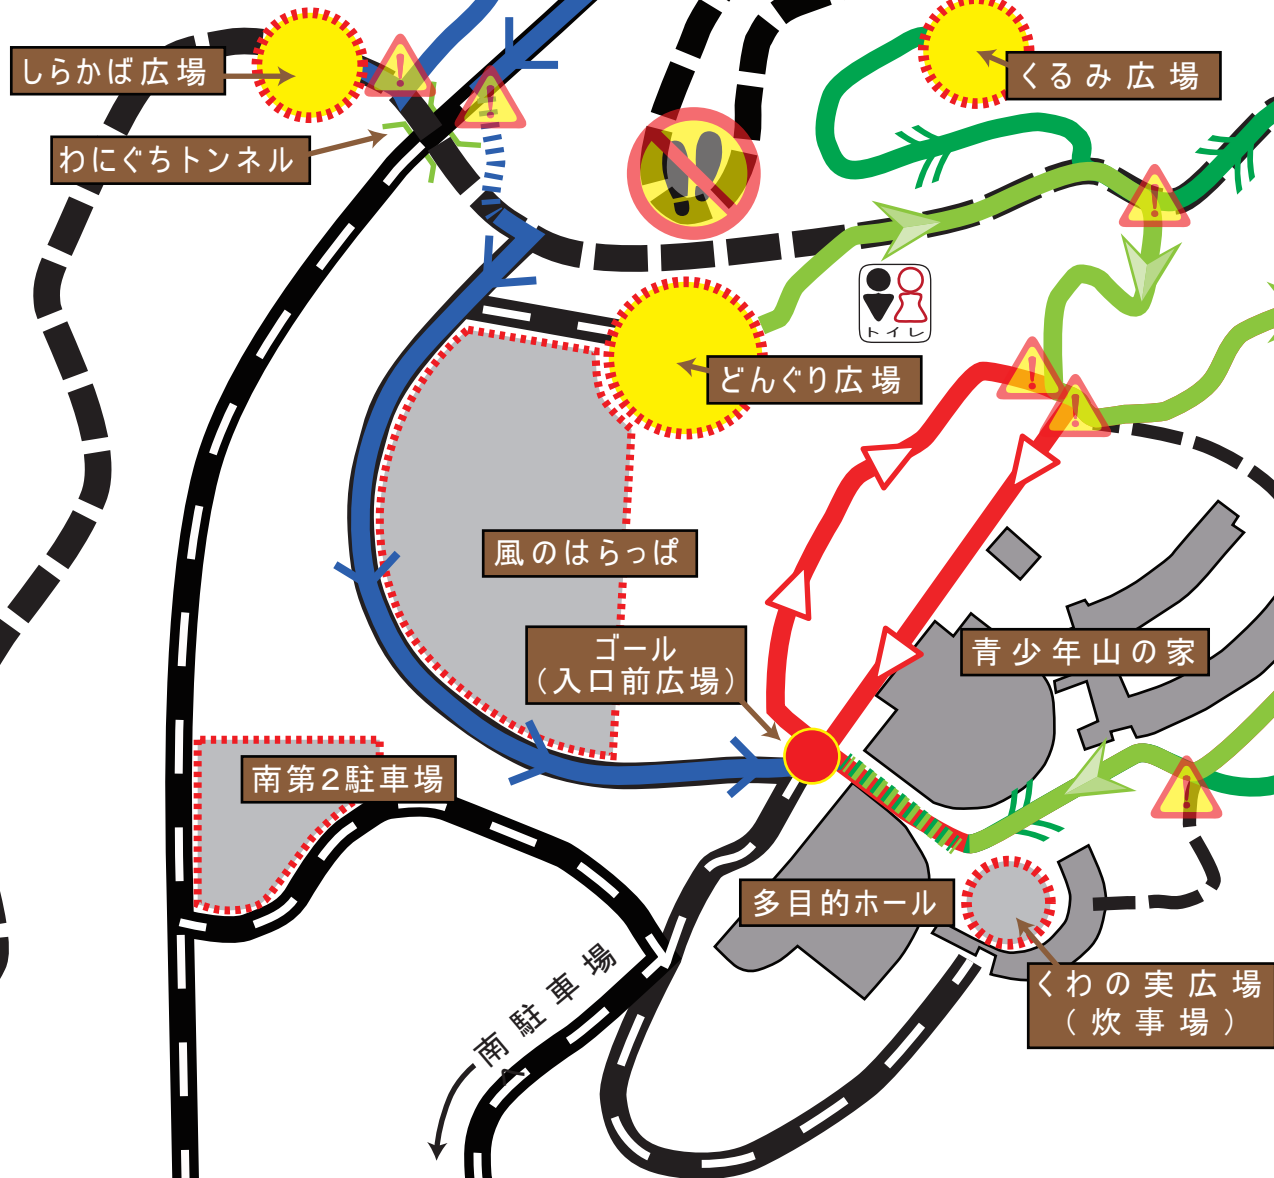 しらかば広場
くるみ広場
わにぐちトンネル
トイレ
どんぐり広場
風のはらっぱ
ゴール
（入口前広場）
青少年山の家
南第2駐車場
多目的ホール
くわの実広場
（炊事場）
南駐車場
へ